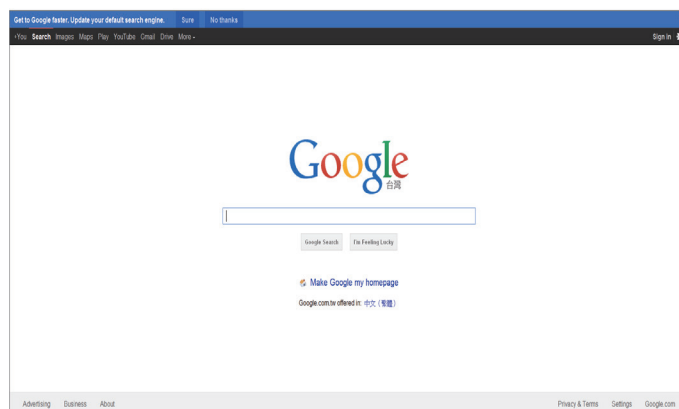 Get to Google faster. Update your default search engine. Sure No thanks
+You Search Images Maps Play YouTube Gmail Drive More -
Sign in
Google
台灣
Google Search I'm Feeling Lucky
Make Google my homepage
Google.com.tw offered in: 中文 (繁體)
Advertising Business About Privacy & Terms Settings Google.com